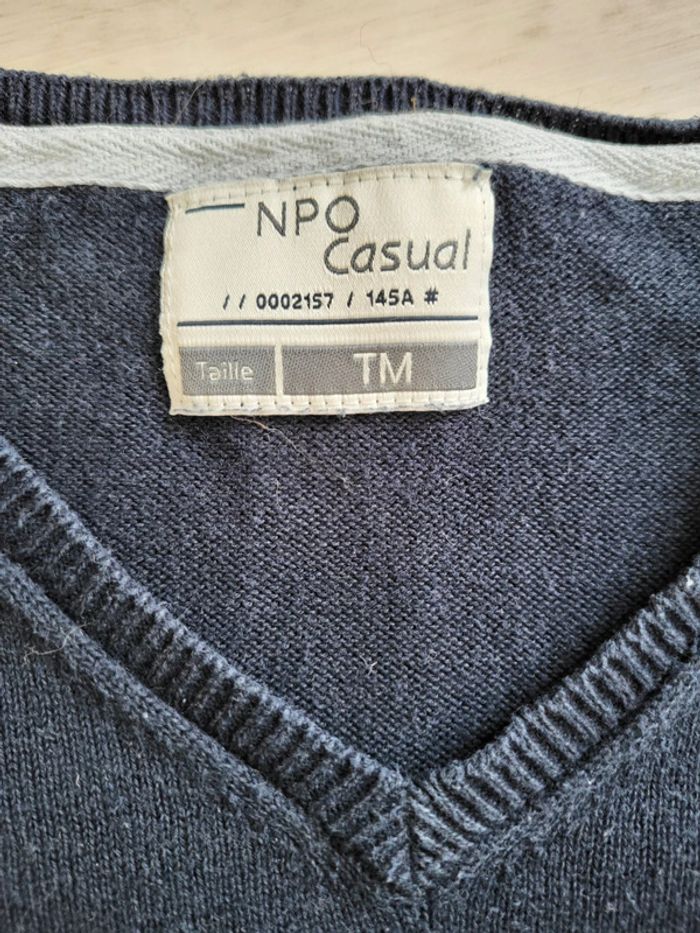 NPO
Casual
// 0002157 / 145A #
Taille TM